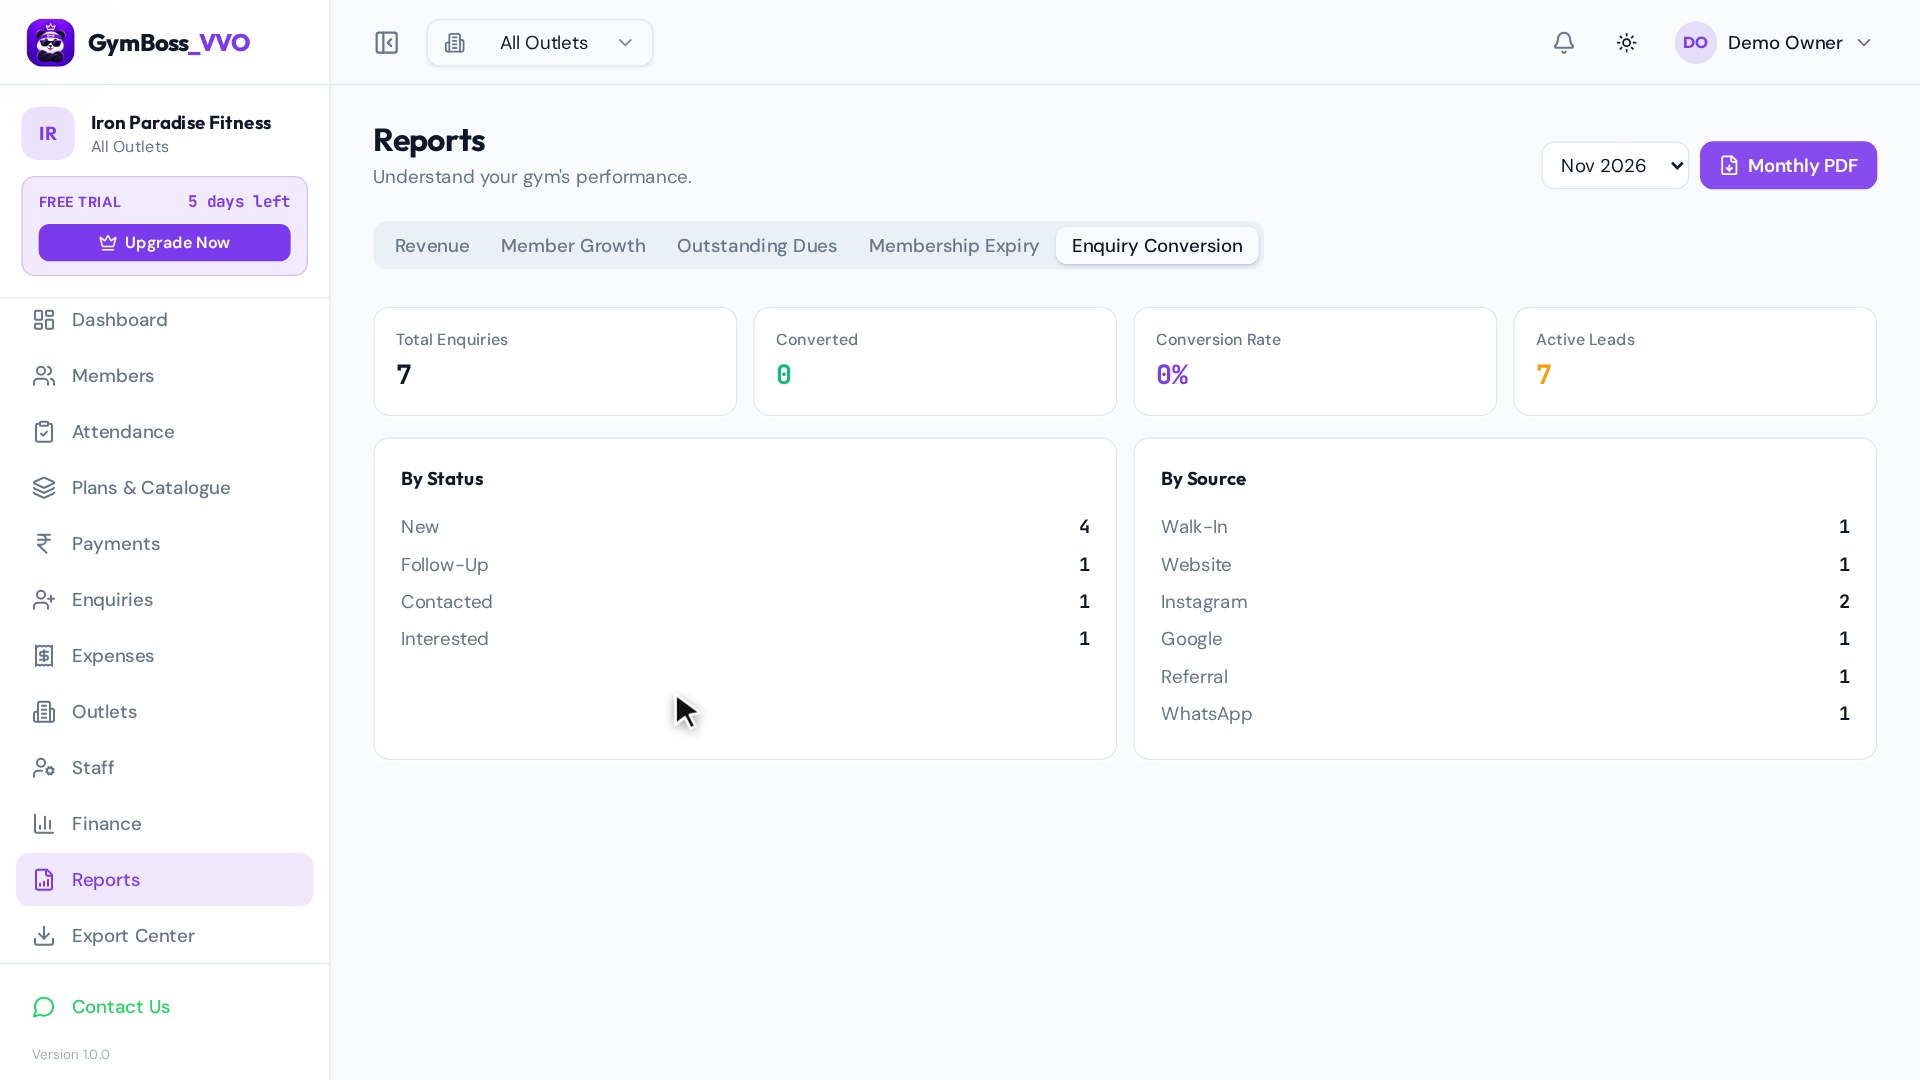 GymBoss_VVO
All Outlets
DO Demo Owner
IR
Iron Paradise Fitness
All Outlets
FREE TRIAL 5 days left
Upgrade Now
Dashboard
Members
Attendance
Plans & Catalogue
Payments
Enquiries
Expenses
Outlets
Staff
Finance
Reports
Export Center
Contact Us
Version 1.0.0
Reports
Understand your gym's performance.
Nov 2026
Monthly PDF
Revenue Member Growth Outstanding Dues Membership Expiry Enquiry Conversion
Total Enquiries
7
Converted
0
Conversion Rate
0%
Active Leads
7
By Status
New 4
Follow-Up 1
Contacted 1
Interested 1
By Source
Walk-In 1
Website 1
Instagram 2
Google 1
Referral 1
WhatsApp 1